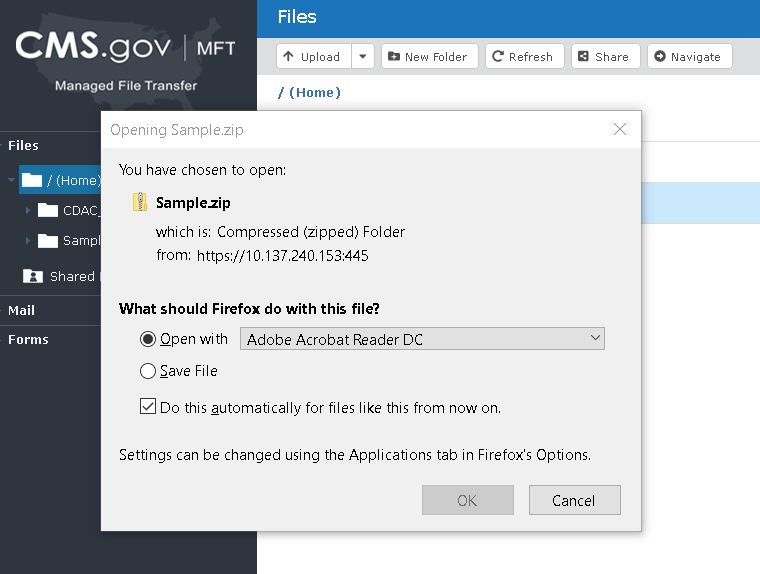 CMS.gov | MFT
Managed File Transfer
Files
Upload
New Folder
Refresh
Share
Navigate
/ (Home)
Files
/ (Home)
CDAC_
Sampl
Shared
Mail
Forms
Opening Sample.zip
You have chosen to open:
Sample.zip
which is: Compressed (zipped) Folder
from: https://10.137.240.153:445
What should Firefox do with this file?
Open with
Adobe Acrobat Reader DC
Save File
Do this automatically for files like this from now on.
Settings can be changed using the Applications tab in Firefox's Options.
OK
Cancel